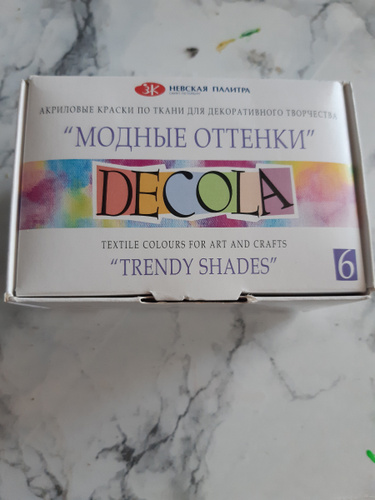 ЗК НЕВСКАЯ ПАЛИТРА
АКРИЛОВЫЕ КРАСКИ ПО ТКАНИ ДЛЯ ДЕКОРАТИВНОГО ТВОРЧЕСТВА
"МОДНЫЕ ОТТЕНКИ"
DECOLA
TEXTILE COLOURS FOR ART AND CRAFTS
"TRENDY SHADES"
6